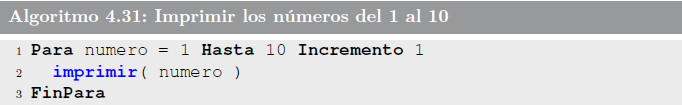 Algoritmo 4.31: Imprimir los números del 1 al 10
1 Para numero = 1 Hasta 10 Incremento 1
2 imprimir( numero )
3 FinPara